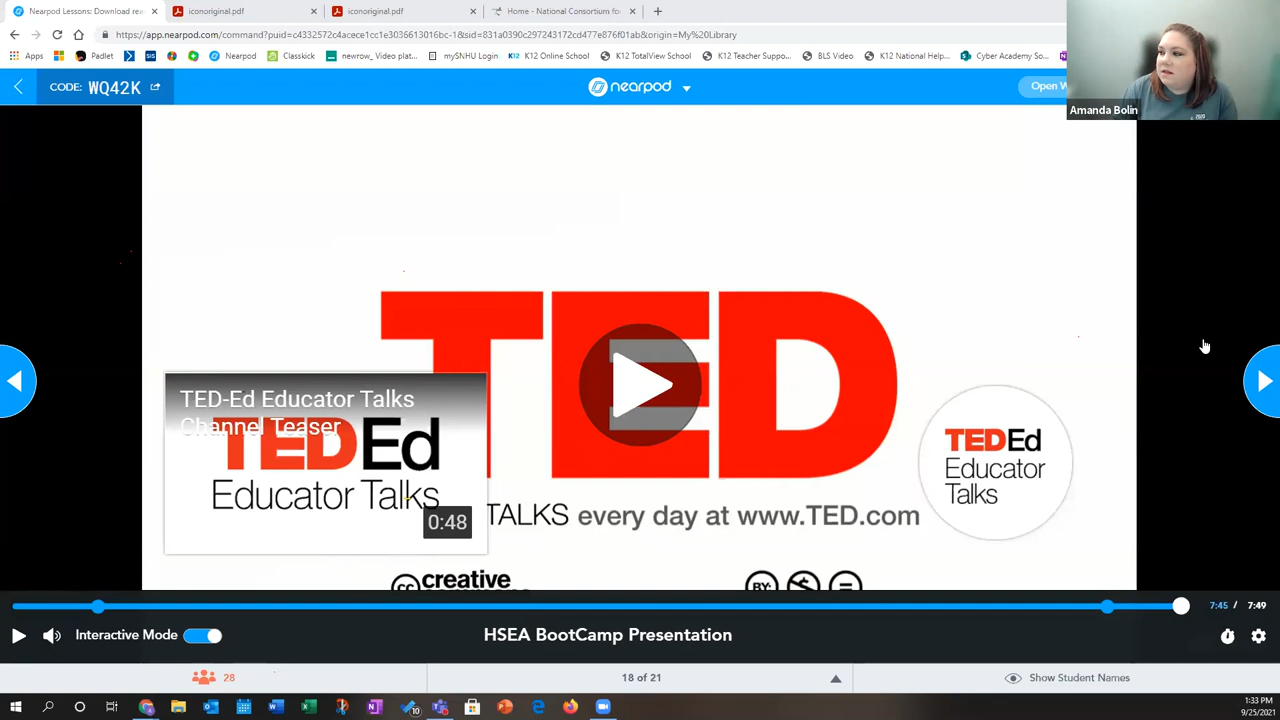 Nearpod Lessons: Download rea
iconoriginal.pdf
iconoriginal.pdf
Home - National Consortium fo
https://app.nearpod.com/command?puid=c4332572c4acece1cc1e3036613016bc-1&sid=831a0390c297243172cd477e876f01ab&origin=My%20Library
Apps
Padlet
SIS
Nearpod
Classkick
newrow_ Video plat...
mySNHU Login
K12 Online School
K12 TotalView School
K12 Teacher Suppo...
BLS Video
K12 National Help...
Cyber Academy So...
CODE: WQ42K
nearpod
Open W
Amanda Bolin
TED
TED-Ed Educator Talks
Channel Teaser
TEDEd
Educator Talks
0:48
TALKS every day at www.TED.com
TEDEd
Educator
Talks
cc creative
commons
BY:
7:45 / 7:49
Interactive Mode
HSEA BootCamp Presentation
28
18 of 21
Show Student Names
1:33 PM
9/25/2021